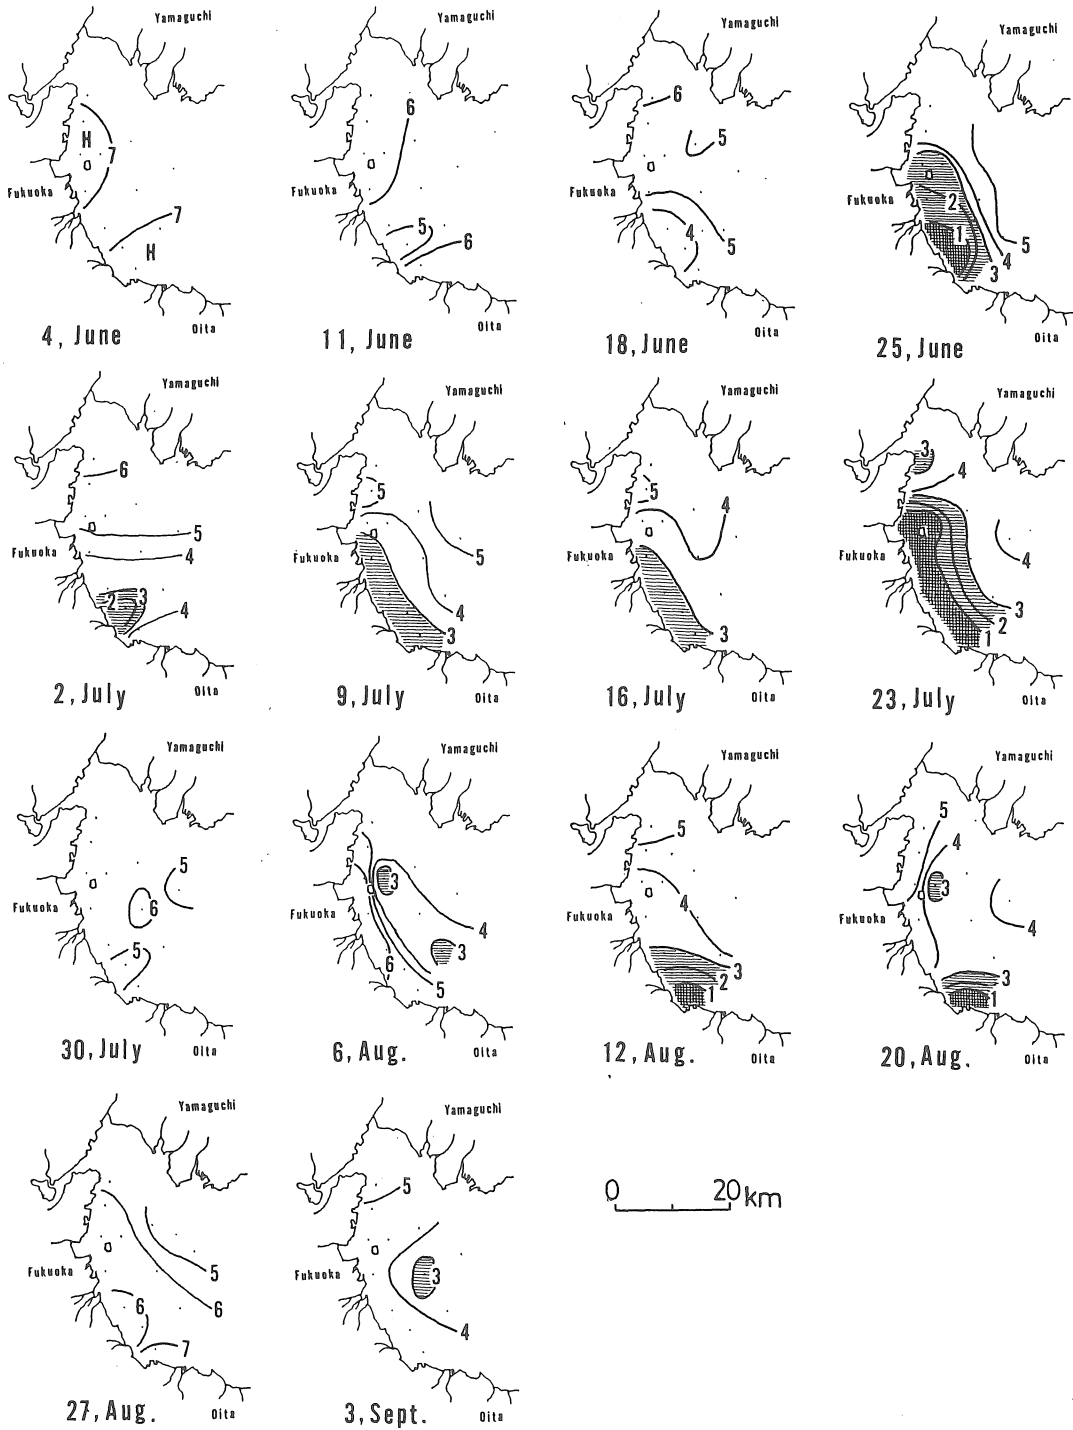 Yamaguchi
H
7
Fukuoka
7
H
Oita
4, June
Yamaguchi
6
Fukuoka
5
6
Oita
11, June
Yamaguchi
6
5
Fukuoka
4
5
Oita
18, June
Yamaguchi
Fukuoka
2
1
5
4
3
Oita
25, June
Yamaguchi
6
5
Fukuoka
4
2
3
4
Oita
2, July
Yamaguchi
5
Fukuoka
5
4
3
Oita
9, July
Yamaguchi
5
4
Fukuoka
3
Oita
16, July
Yamaguchi
3
4
Fukuoka
4
3
2
1
Oita
23, July
Yamaguchi
5
Fukuoka
6
5
Oita
30, July
Yamaguchi
3
Fukuoka
4
3
6
5
Oita
6, Aug.
Yamaguchi
5
4
Fukuoka
3
2
1
Oita
12, Aug.
Yamaguchi
5
4
3
Fukuoka
4
3
1
Oita
20, Aug.
Yamaguchi
Fukuoka
5
6
6
7
Oita
27, Aug.
Yamaguchi
5
Fukuoka
3
4
Oita
3, Sept.
0 20 km